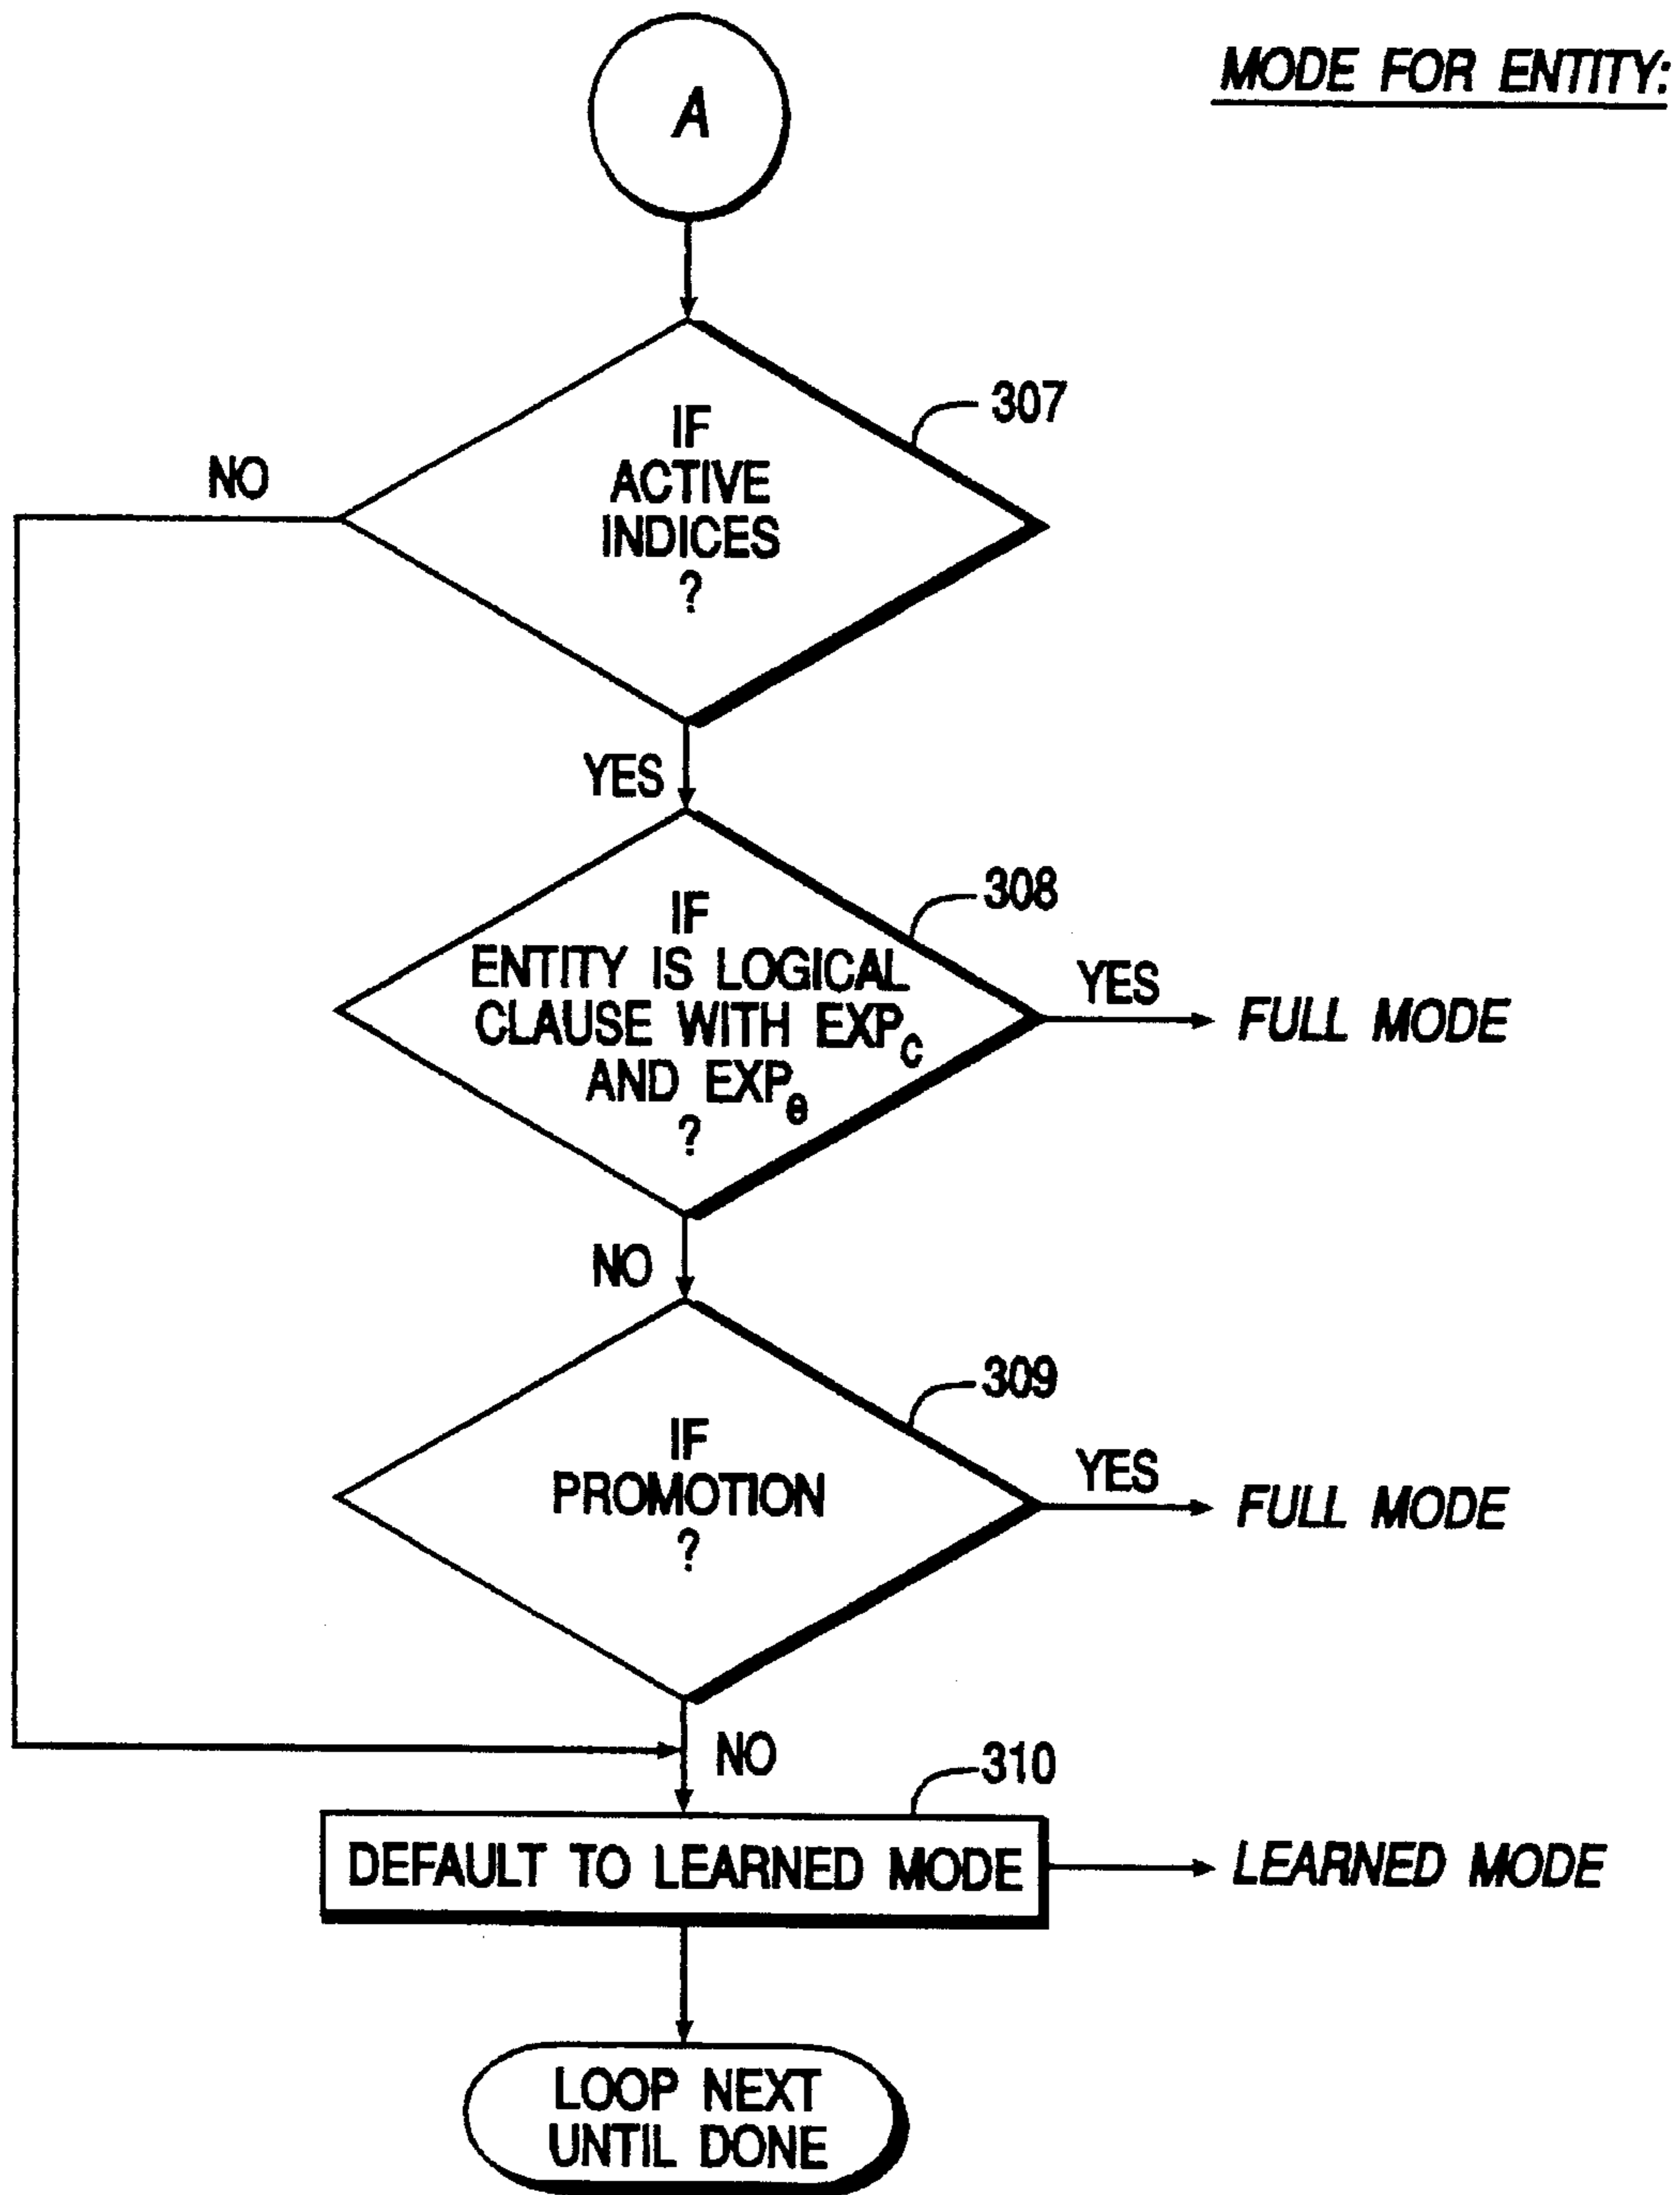 MODE FOR ENTITY:
A
307
IF
ACTIVE
INDICES
?
NO
YES
308
IF
ENTITY IS LOGICAL
CLAUSE WITH EXPc
AND EXPe
?
YES
FULL MODE
NO
309
IF
PROMOTION
?
YES
FULL MODE
NO
310
DEFAULT TO LEARNED MODE
LEARNED MODE
LOOP NEXT
UNTIL DONE